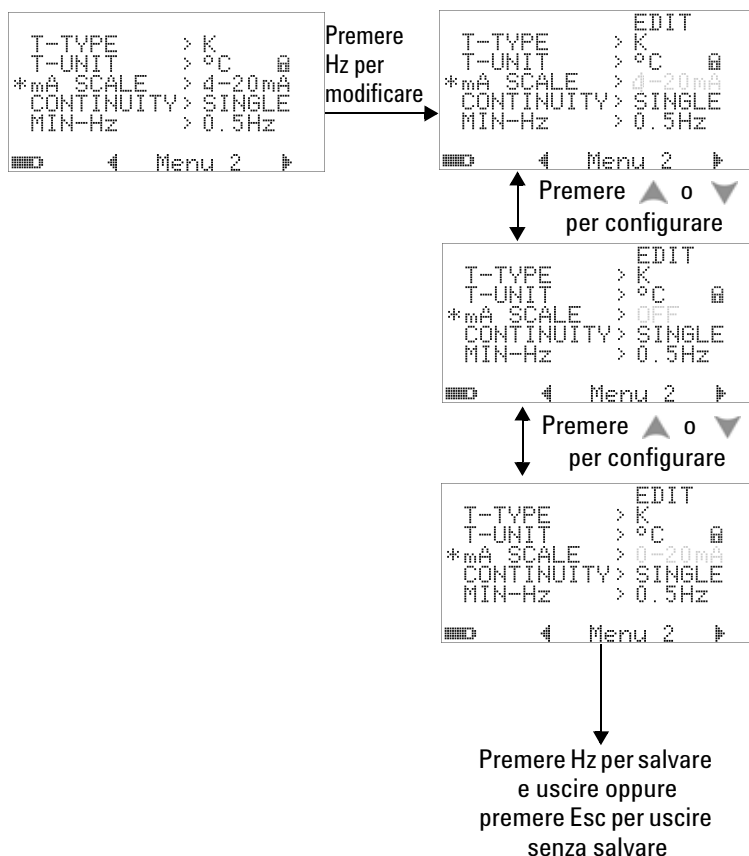 T-TYPE > K
T-UNIT > °C
*mA SCALE > 4-20mA
CONTINUITY> SINGLE
MIN-Hz > 0.5Hz
Menu 2
Premere
Hz per
modificare
EDIT
T-TYPE > K
T-UNIT > °C
*mA SCALE > 4-20mA
CONTINUITY> SINGLE
MIN-Hz > 0.5Hz
Menu 2
Premere o
per configurare
EDIT
T-TYPE > K
T-UNIT > °C
*mA SCALE > OFF
CONTINUITY> SINGLE
MIN-Hz > 0.5Hz
Menu 2
Premere o
per configurare
EDIT
T-TYPE > K
T-UNIT > °C
*mA SCALE > 0-20mA
CONTINUITY> SINGLE
MIN-Hz > 0.5Hz
Menu 2
Premere Hz per salvare
e uscire oppure
premere Esc per uscire
senza salvare